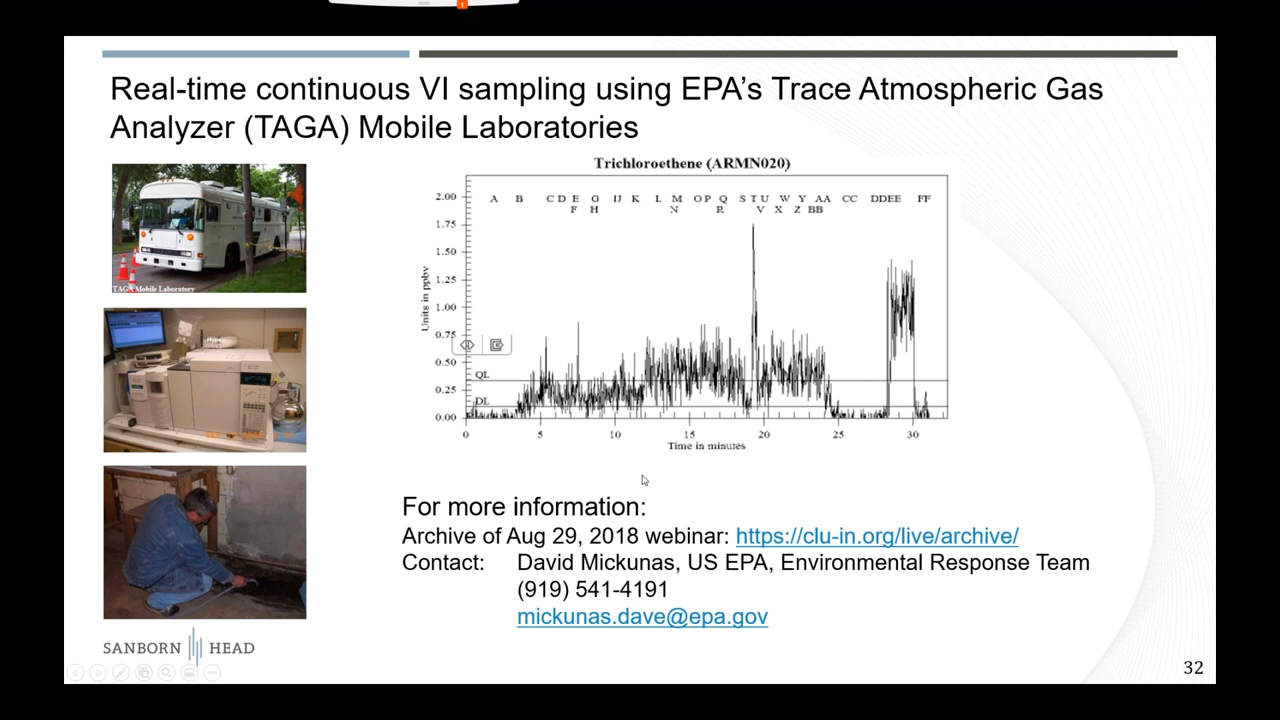 Real-time continuous VI sampling using EPA's Trace Atmospheric Gas
Analyzer (TAGA) Mobile Laboratories
TAGA Mobile Laboratory
Trichloroethene (ARMN020)
Units in ppbv
2.00
1.75
1.50
1.25
1.00
0.75
0.50
0.25
0.00
A B C D E G IJ K L M O P Q S T U W Y AA CC DDEE FF
F H N R V X Z BB
QL
DL
0 5 10 15 20 25 30
Time in minutes
For more information:
Archive of Aug 29, 2018 webinar: https://clu-in.org/live/archive/
Contact: David Mickunas, US EPA, Environmental Response Team
(919) 541-4191
mickunas.dave@epa.gov
SANBORN HEAD
32